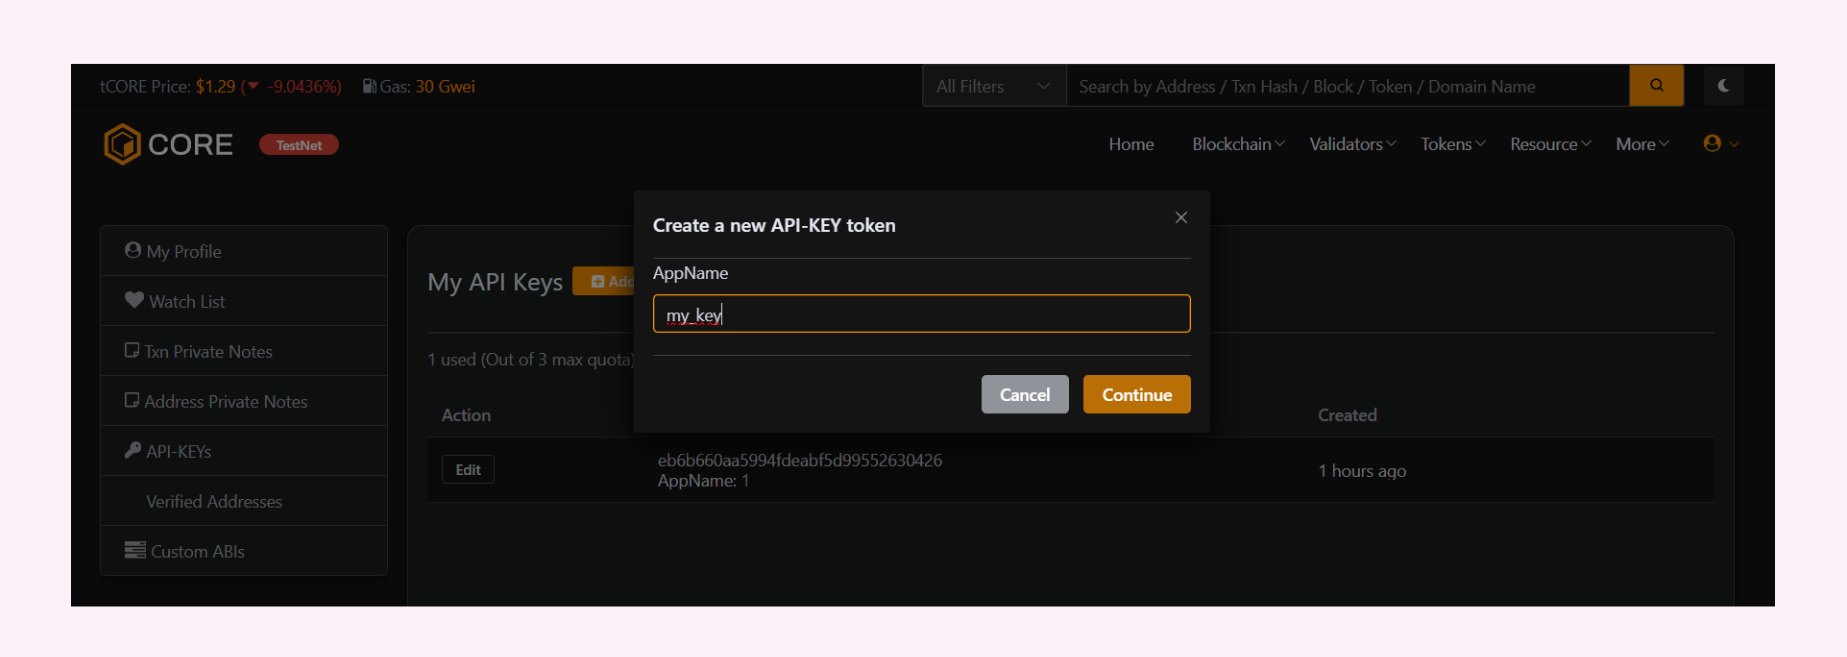 tCORE Price: $1.29 ( -9.0436%) Gas: 30 Gwei
All Filters Search by Address / Txn Hash / Block / Token / Domain Name
CORE TestNet
Home Blockchain Validators Tokens Resource More
My Profile
Watch List
Txn Private Notes
Address Private Notes
API-KEYs
Verified Addresses
Custom ABIs
My API Keys Add
1 used (Out of 3 max quota)
Action Created
Edit
eb6b660aa5994fdeabf5d99552630426
AppName: 1
1 hours ago
Create a new API-KEY token
AppName
my_key
Cancel Continue